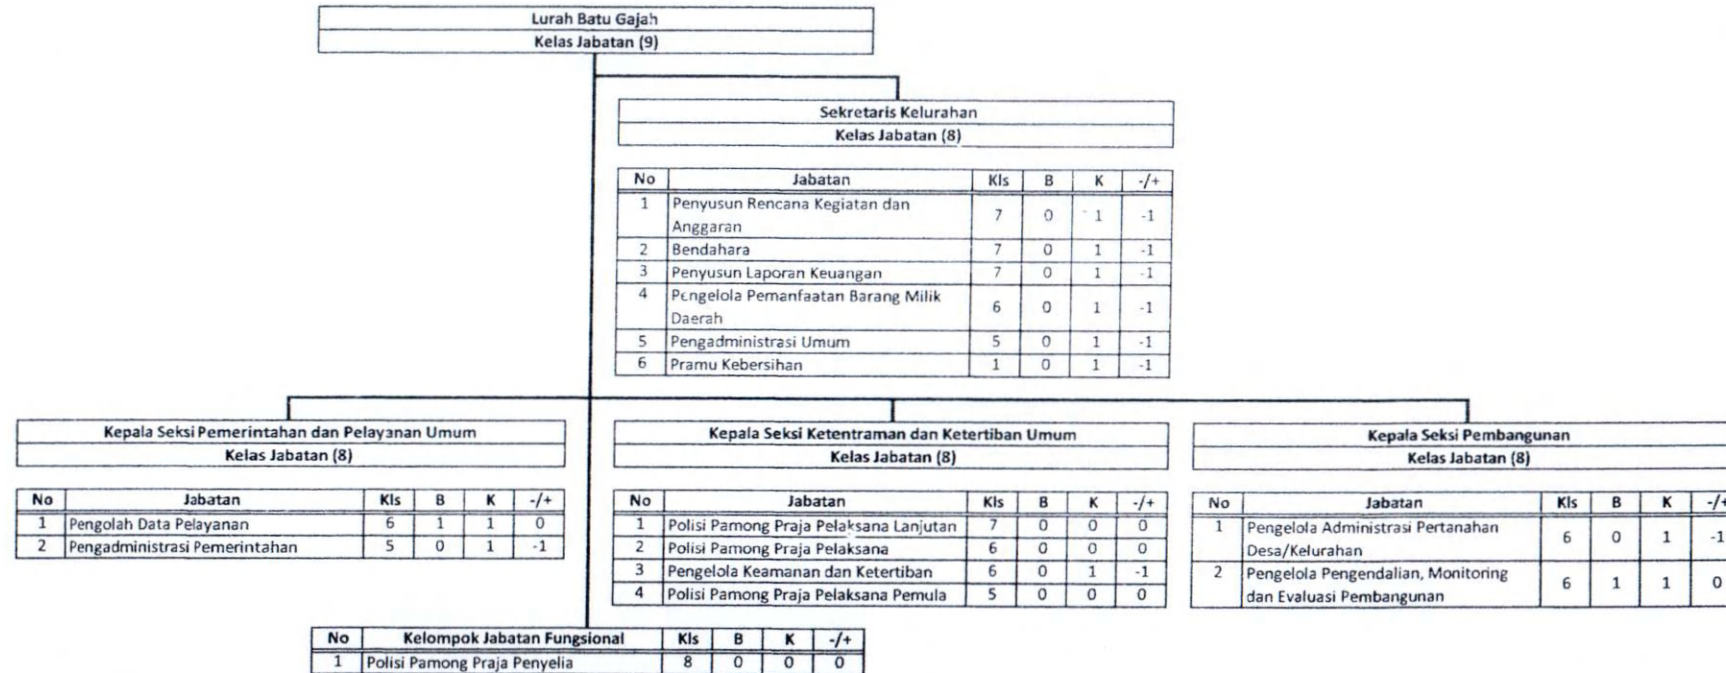 Lurah Batu Gajah
Kelas Jabatan (9)
Sekretaris Kelurahan
Kelas Jabatan (8)
No Jabatan Kls B K -/+
1 Penyusun Rencana Kegiatan dan
Anggaran 7 0 1 -1
2 Bendahara 7 0 1 -1
3 Penyusun Laporan Keuangan 7 0 1 -1
4 Pengelola Pemanfaatan Barang Milik
Daerah 6 0 1 -1
5 Pengadministrasi Umum 5 0 1 -1
6 Pramu Kebersihan 1 0 1 -1
Kepala Seksi Pemerintahan dan Pelayanan Umum
Kelas Jabatan (8)
No Jabatan Kls B K -/+
1 Pengolah Data Pelayanan 6 1 1 0
2 Pengadministrasi Pemerintahan 5 0 1 -1
Kepala Seksi Ketentraman dan Ketertiban Umum
Kelas Jabatan (8)
No Jabatan Kls B K -/+
1 Polisi Pamong Praja Pelaksana Lanjutan 7 0 0 0
2 Polisi Pamong Praja Pelaksana 6 0 0 0
3 Pengelola Keamanan dan Ketertiban 6 0 1 -1
4 Polisi Pamong Praja Pelaksana Pemula 5 0 0 0
Kepala Seksi Pembangunan
Kelas Jabatan (8)
No Jabatan Kls B K -/+
1 Pengelola Administrasi Pertanahan
Desa/Kelurahan 6 0 1 -1
2 Pengelola Pengendalian, Monitoring
dan Evaluasi Pembangunan 6 1 1 0
No Kelompok Jabatan Fungsional Kls B K -/+
1 Polisi Pamong Praja Penyelia 8 0 0 0